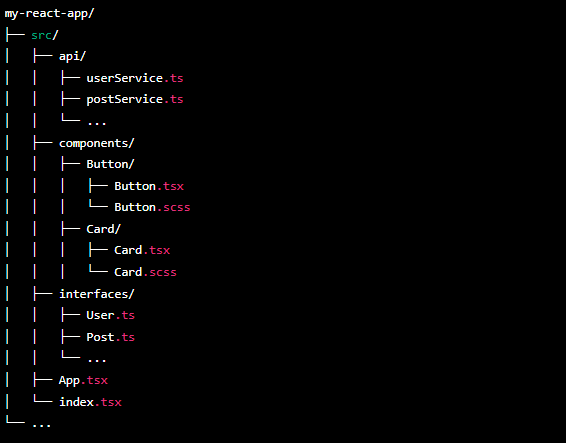 my-react-app/
├── src/
│   ├── api/
│   │   ├── userService.ts
│   │   ├── postService.ts
│   │   └── ...
│   ├── components/
│   │   ├── Button/
│   │   │   ├── Button.tsx
│   │   │   └── Button.scss
│   │   ├── Card/
│   │   │   ├── Card.tsx
│   │   │   └── Card.scss
│   ├── interfaces/
│   │   ├── User.ts
│   │   ├── Post.ts
│   │   └── ...
│   ├── App.tsx
│   └── index.tsx
└── ...